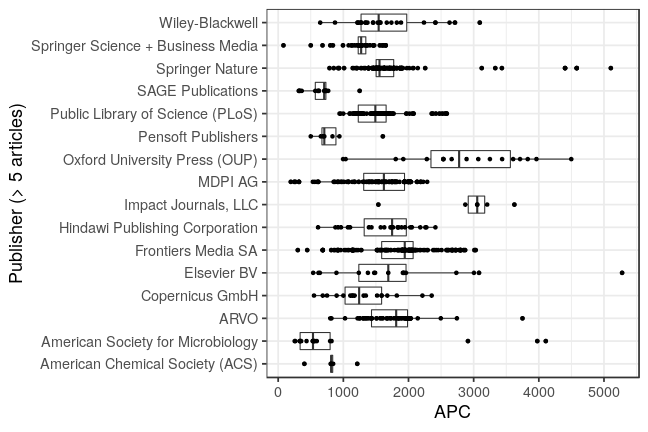 Publisher (> 5 articles)
Wiley-Blackwell
Springer Science + Business Media
Springer Nature
SAGE Publications
Public Library of Science (PLoS)
Pensoft Publishers
Oxford University Press (OUP)
MDPI AG
Impact Journals, LLC
Hindawi Publishing Corporation
Frontiers Media SA
Elsevier BV
Copernicus GmbH
ARVO
American Society for Microbiology
American Chemical Society (ACS)
0 1000 2000 3000 4000 5000
APC